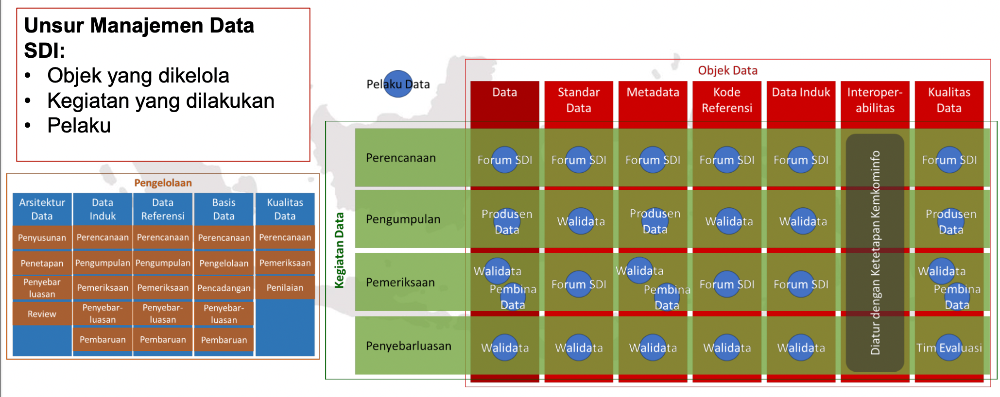 Unsur Manajemen Data
SDI:
• Objek yang dikelola
• Kegiatan yang dilakukan
• Pelaku
Pengelolaan
Arsitektur
Data
Data
Induk
Data
Referensi
Basis
Data
Kualitas
Data
Penyusunan
Perencanaan
Perencanaan
Perencanaan
Perencanaan
Penetapan
Pengumpulan
Pengumpulan
Pengelolaan
Pemeriksaan
Penyebar
luasan
Pemeriksaan
Pemeriksaan
Pencadangan
Penilaian
Review
Penyebar-
luasan
Penyebar-
luasan
Penyebar-
luasan
Pembaruan
Pembaruan
Pembaruan
Pelaku Data
Objek Data
Data
Standar
Data
Metadata
Kode
Referensi
Data Induk
Interoper-
abilitas
Kualitas
Data
Kegiatan Data
Perencanaan
Forum SDI
Forum SDI
Forum SDI
Forum SDI
Forum SDI
Forum SDI
Pengumpulan
Produsen
Data
Walidata
Produsen
Data
Walidata
Walidata
Produsen
Data
Pemeriksaan
Walidata
Pembina
Data
Forum SDI
Walidata
Pembina
Data
Forum SDI
Forum SDI
Walidata
Pembina
Data
Penyebarluasan
Walidata
Walidata
Walidata
Walidata
Walidata
Tim Evaluasi
Diatur dengan Ketetapan Kemkominfo